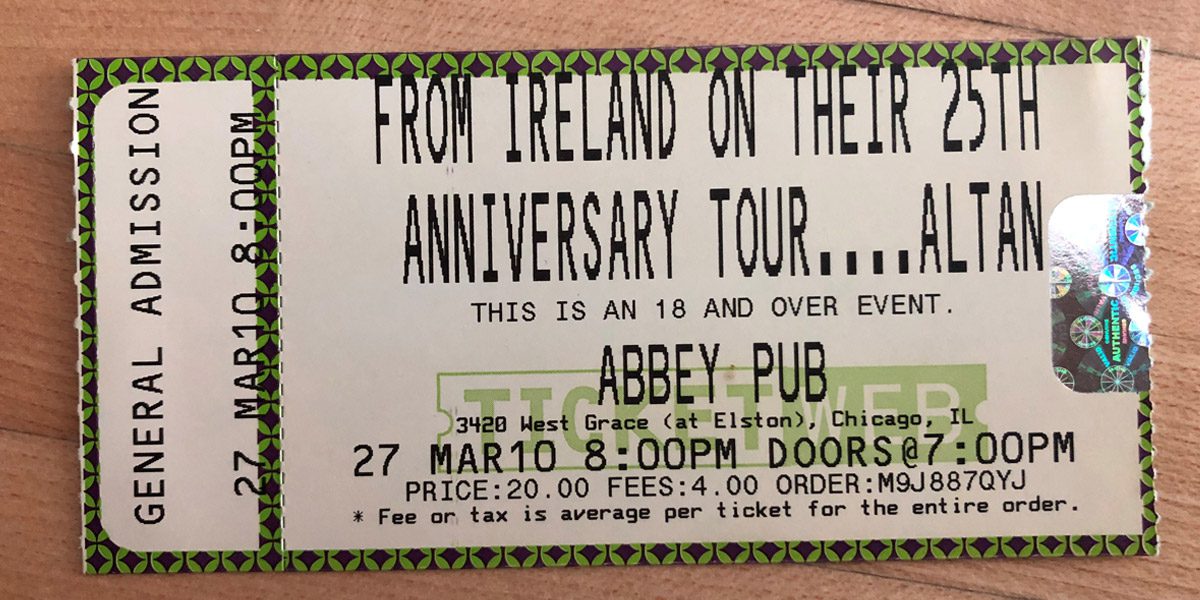 GENERAL ADMISSION
27 MAR10 8:00PM
FROM IRELAND ON THEIR 25TH
ANNIVERSARY TOUR....ALTAN
THIS IS AN 18 AND OVER EVENT.
ABBEY PUB
TICKETWEB
3420 West Grace (at Elston), Chicago, IL
27 MAR10 8:00PM DOORS@7:00PM
PRICE:20.00 FEES:4.00 ORDER:M9J887QYJ
* Fee or tax is average per ticket for the entire order.
AUTHENTIC